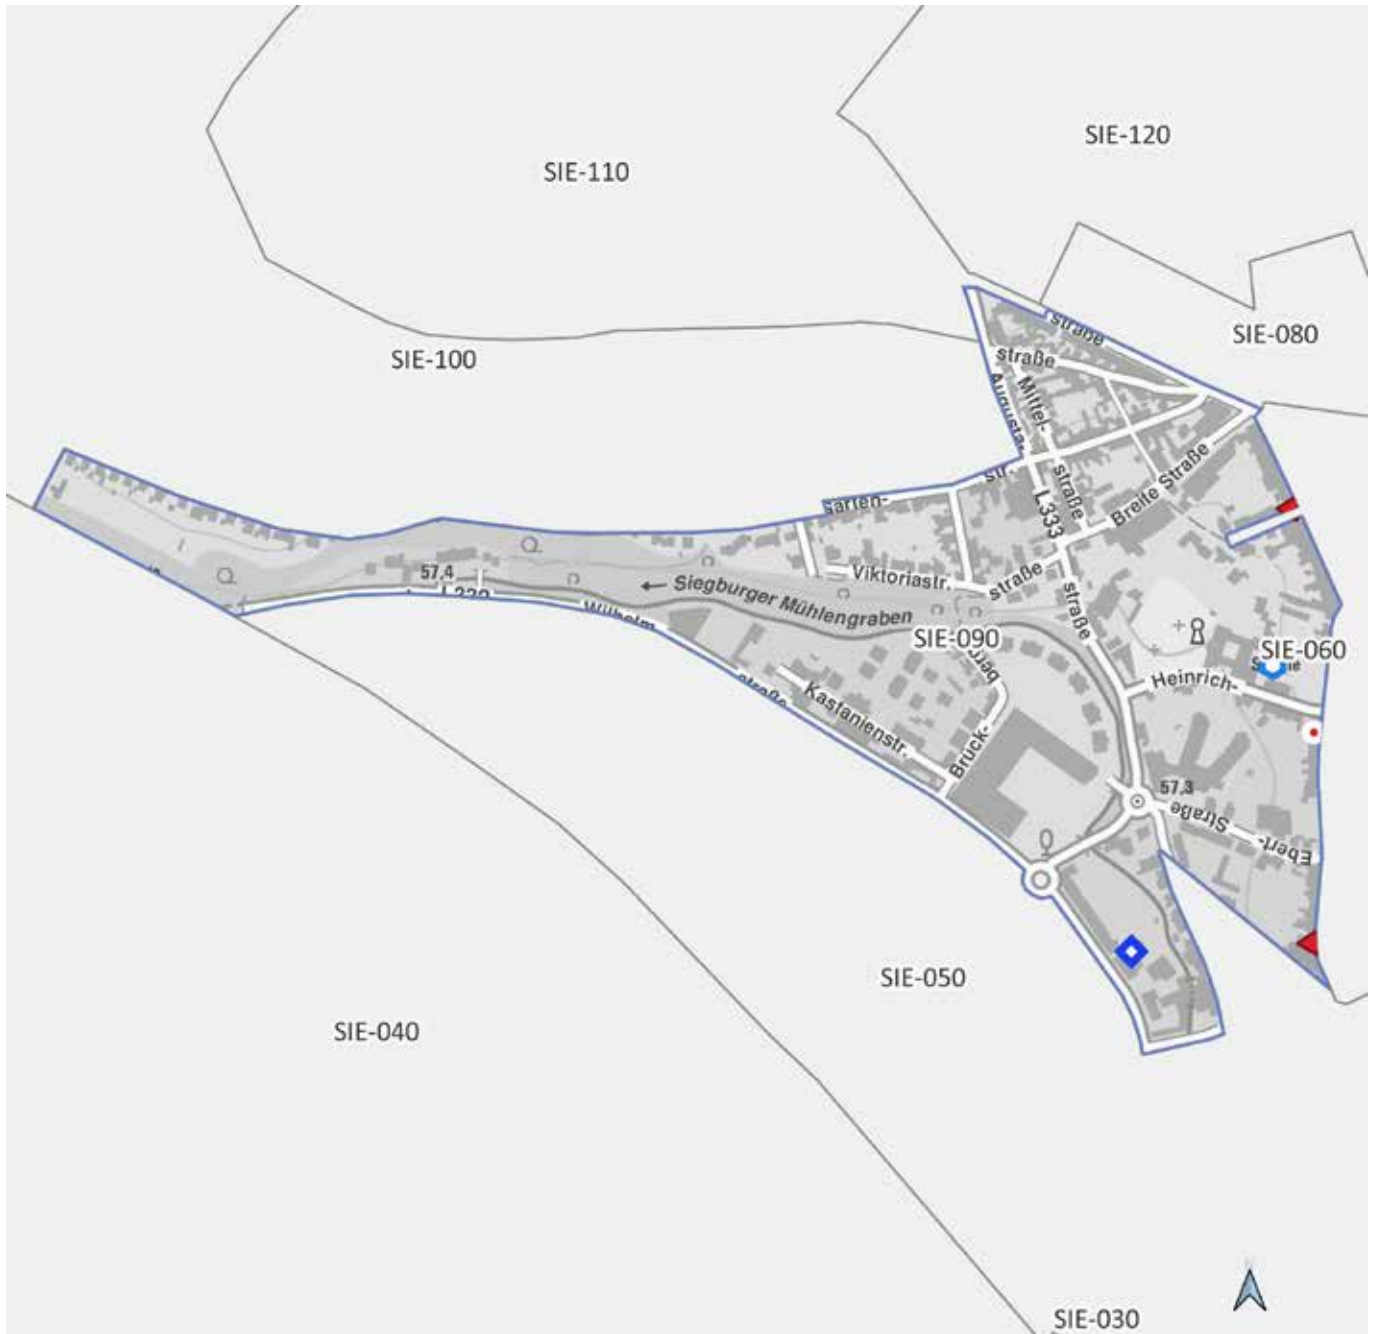 SIE-120
SIE-110
SIE-080
straße
straße
SIE-100
Mittel-
Augusta-
straße
Breite Straße
str.
L333
Garten-
57,4
Viktoriastr.
straße
straße
← Siegburger Mühlengraben
Wilhelm
SIE-090
SIE-060
Heinrich-
straße
Kastanienstr.
Brück-
57,3
Straße
Ebert-
SIE-050
SIE-040
SIE-030